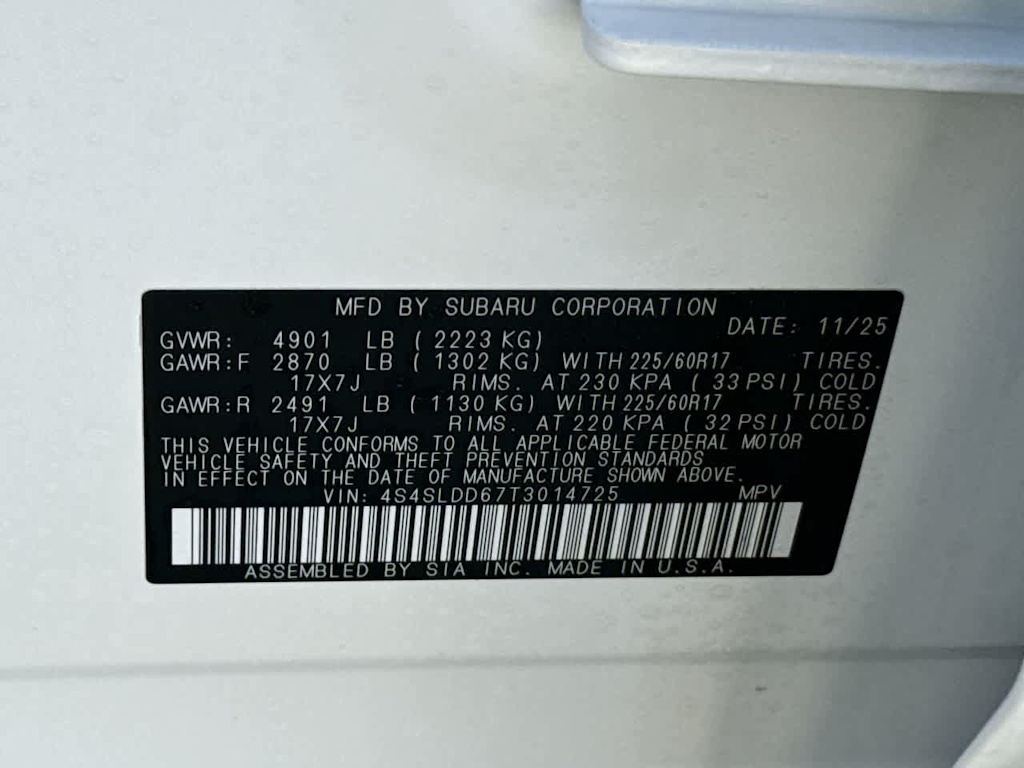 MFD BY SUBARU CORPORATION
DATE: 11/25
GVWR: 4901 LB ( 2223 KG)
GAWR:F 2870 LB ( 1302 KG) WITH 225/60R17 TIRES.
17X7J RIMS. AT 230 KPA ( 33 PSI) COLD
GAWR:R 2491 LB ( 1130 KG) WITH 225/60R17 TIRES.
17X7J RIMS. AT 220 KPA ( 32 PSI) COLD
THIS VEHICLE CONFORMS TO ALL APPLICABLE FEDERAL MOTOR
VEHICLE SAFETY AND THEFT PREVENTION STANDARDS
IN EFFECT ON THE DATE OF MANUFACTURE SHOWN ABOVE.
VIN: 4S4SLDD67T3014725 MPV
ASSEMBLED BY SIA INC. MADE IN U.S.A.